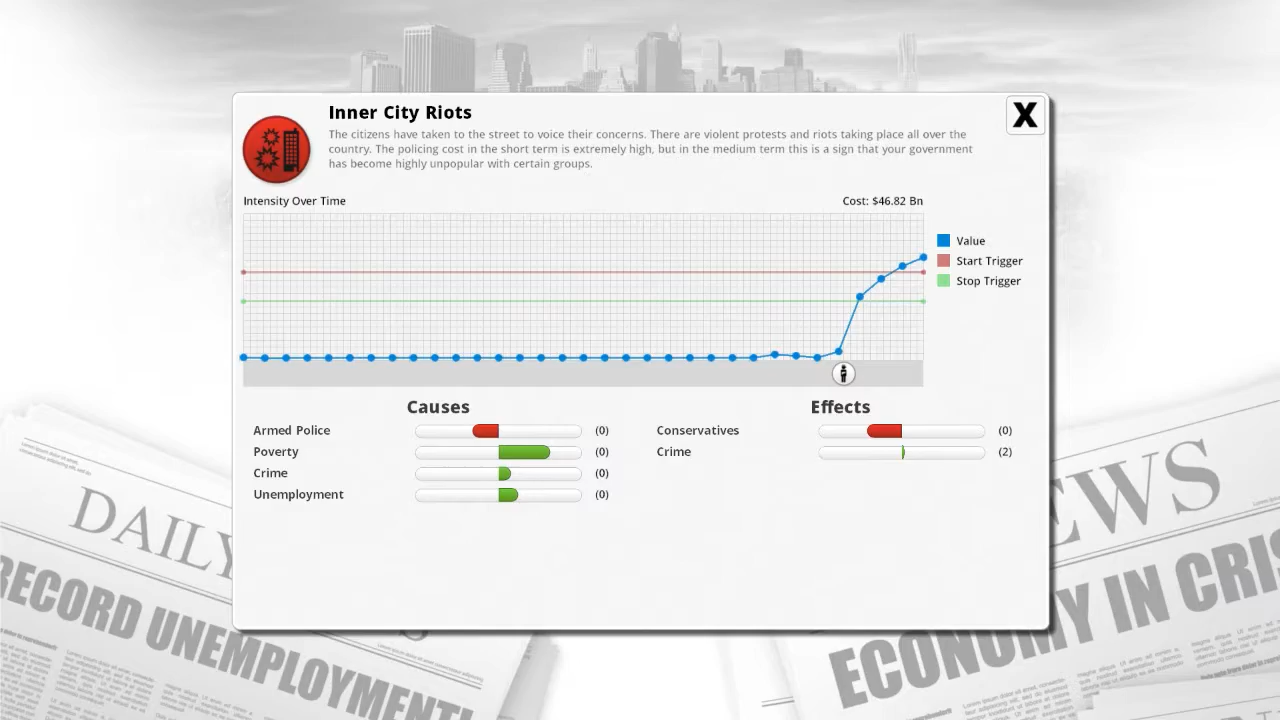 Inner City Riots
X
The citizens have taken to the street to voice their concerns. There are violent protests and riots taking place all over the
country. The policing cost in the short term is extremely high, but in the medium term this is a sign that your government
has become highly unpopular with certain groups.
Intensity Over Time
Cost: $46.82 Bn
Value
Start Trigger
Stop Trigger
Causes
Armed Police (0)
Poverty (0)
Crime (0)
Unemployment (0)
Effects
Conservatives (0)
Crime (2)
DAILY
RECORD UNEMPLOYMENT!
EWS
ECONOMY IN CRIS